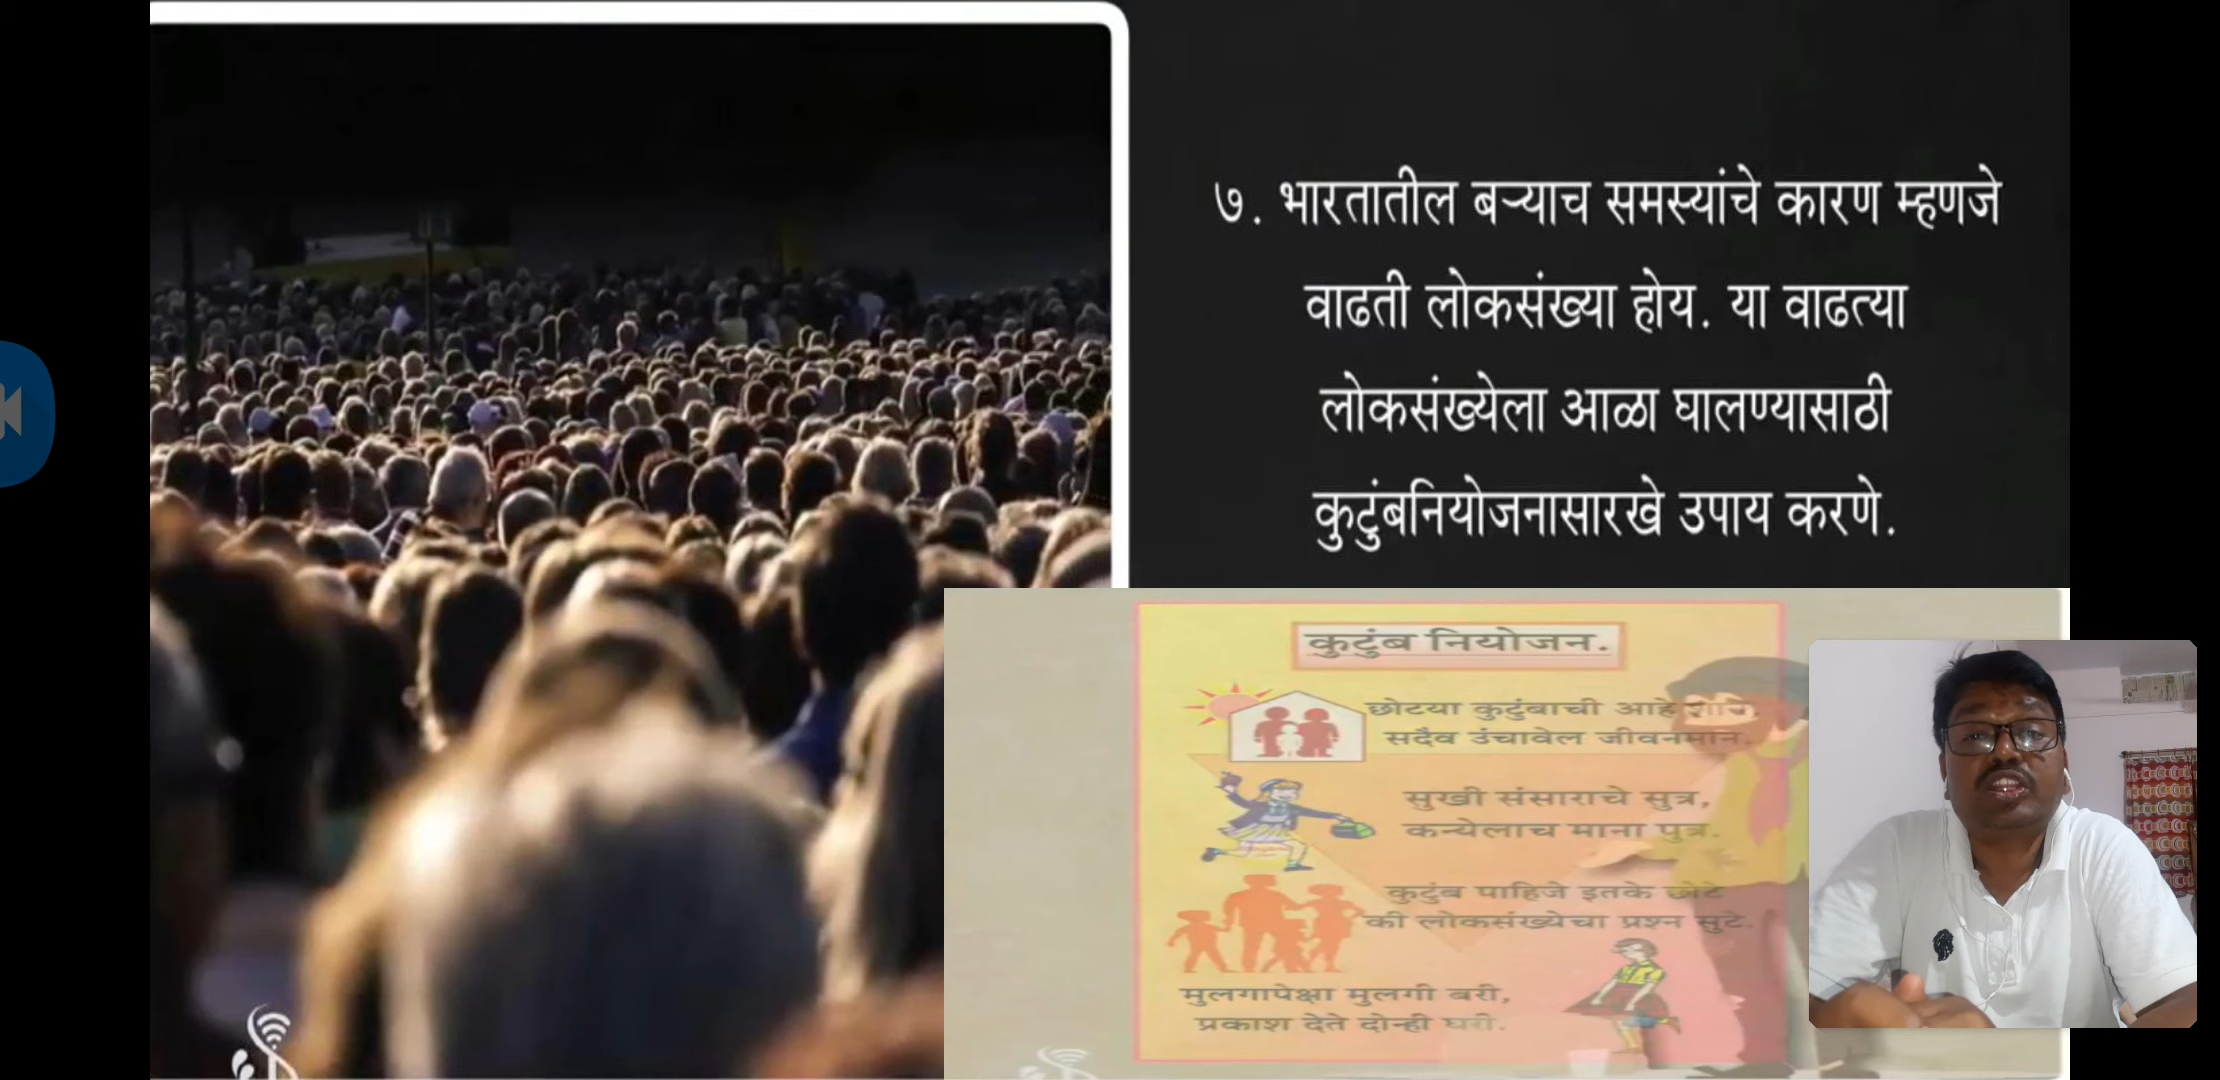 ७. भारतातील बऱ्याच समस्यांचे कारण म्हणजे
वाढती लोकसंख्या होय. या वाढत्या
लोकसंख्येला आळा घालण्यासाठी
कुटुंबनियोजनासारखे उपाय करणे.
कुटुंब नियोजन.
छोटया कुटुंबाची आहे शान,
सदैव उंचावेल जीवनमान.
सुखी संसाराचे सुत्र,
कन्येलाच माना पुत्र.
कुटुंब पाहिजे इतके छोटे
की लोकसंख्येचा प्रश्न सुटे.
मुलगापेक्षा मुलगी बरी,
प्रकाश देते दोन्ही घरी.